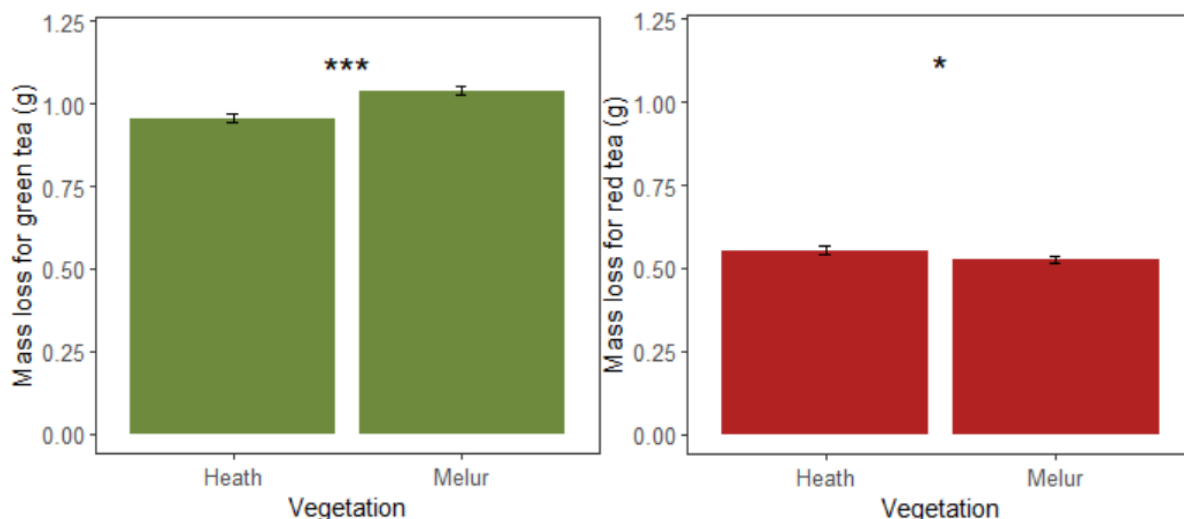 Mass loss for green tea (g)
1.25
1.00
0.75
0.50
0.25
0.00
***
Heath Melur
Vegetation
Mass loss for red tea (g)
1.25
1.00
0.75
0.50
0.25
0.00
*
Heath Melur
Vegetation